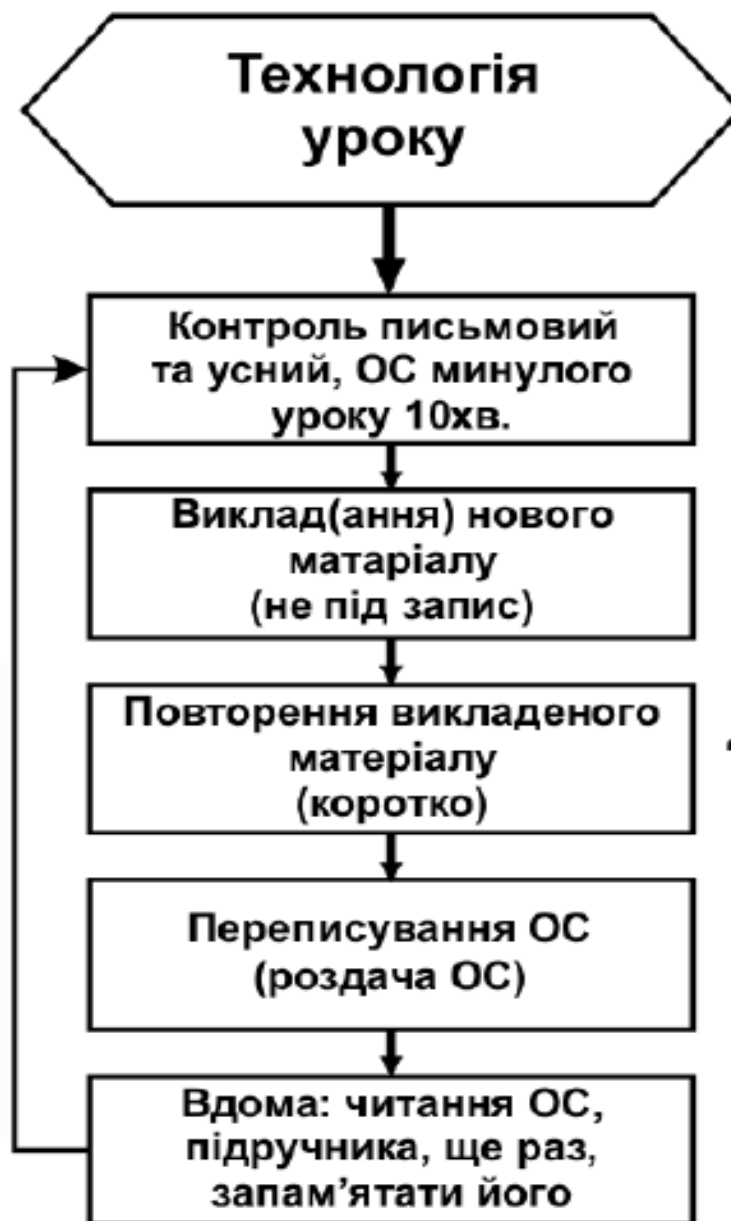 Технологія
уроку
Контроль письмовий
та усний, ОС минулого
уроку 10хв.
Виклад(ання) нового
матаріалу
(не під запис)
Повторення викладеного
матеріалу
(коротко)
Переписування ОС
(роздача ОС)
Вдома: читання ОС,
підручника, ще раз,
запам’ятати його